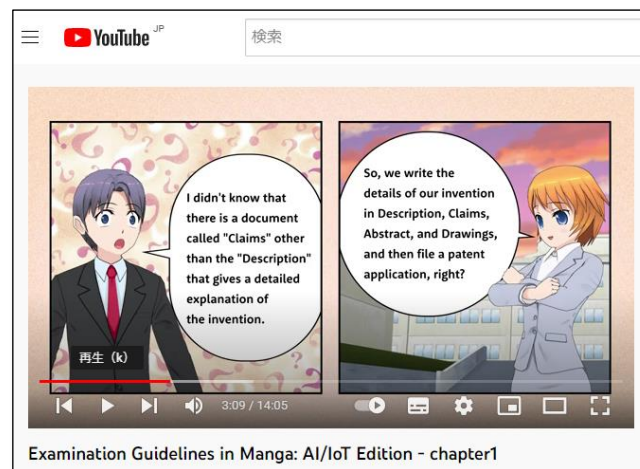 YouTube JP
検索
I didn't know that
there is a document
called "Claims" other
than the "Description"
that gives a detailed
explanation of
the invention.
So, we write the
details of our invention
in Description, Claims,
Abstract, and Drawings,
and then file a patent
application, right?
再生 (k)
3:09 / 14:05
Examination Guidelines in Manga: AI/IoT Edition - chapter1